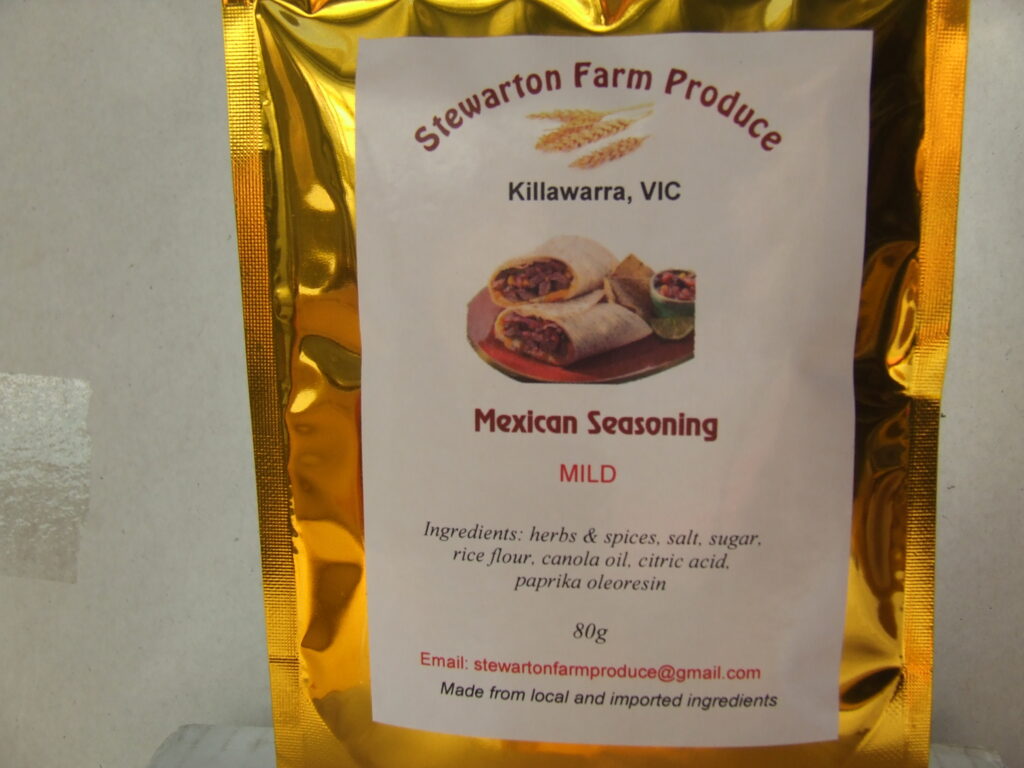 Stewarton Farm Produce
Killawarra, VIC
Mexican Seasoning
MILD
Ingredients: herbs & spices, salt, sugar,
rice flour, canola oil, citric acid,
paprika oleoresin
80g
Email: stewartonfarmproduce@gmail.com
Made from local and imported ingredients